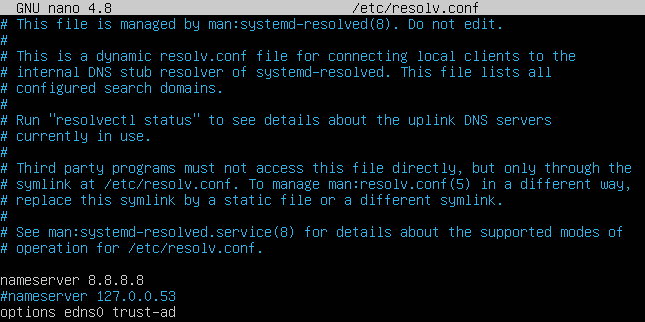 GNU nano 4.8 /etc/resolv.conf
# This file is managed by man:systemd-resolved(8). Do not edit.
#
# This is a dynamic resolv.conf file for connecting local clients to the
# internal DNS stub resolver of systemd-resolved. This file lists all
# configured search domains.
#
# Run "resolvectl status" to see details about the uplink DNS servers
# currently in use.
#
# Third party programs must not access this file directly, but only through the
# symlink at /etc/resolv.conf. To manage man:resolv.conf(5) in a different way,
# replace this symlink by a static file or a different symlink.
#
# See man:systemd-resolved.service(8) for details about the supported modes of
# operation for /etc/resolv.conf.
nameserver 8.8.8.8
#nameserver 127.0.0.53
options edns0 trust-ad